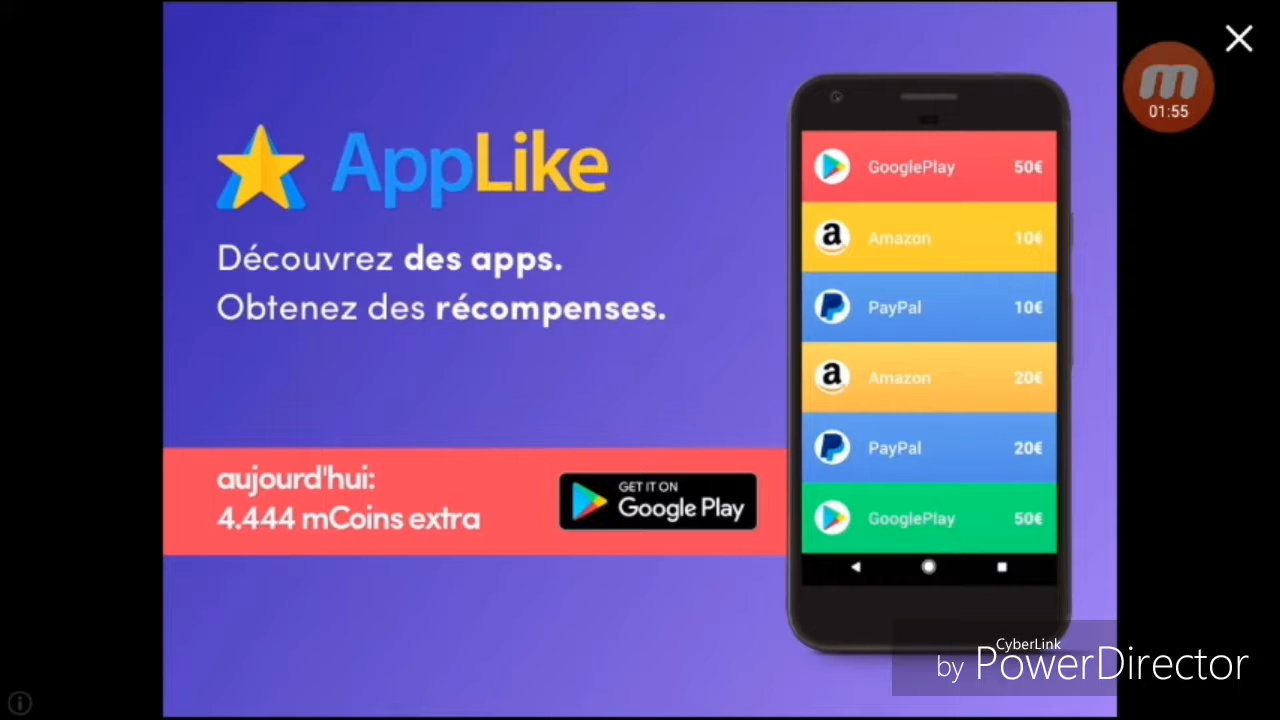 AppLike
Découvrez des apps.
Obtenez des récompenses.
aujourd'hui:
4.444 mCoins extra
GET IT ON
Google Play
GooglePlay 50€
Amazon 10€
PayPal 10€
Amazon 20€
PayPal 20€
GooglePlay 50€
01:55
CyberLink
by PowerDirector